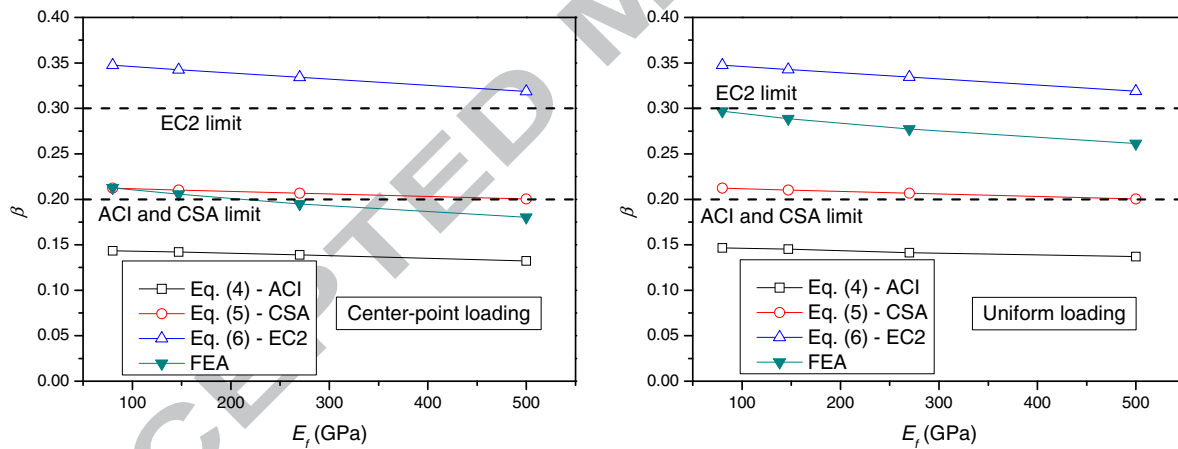 CEPTED M
0.40
0.35
0.30
0.25
0.20
0.15
0.10
0.05
0.00
β
EC2 limit
ACI and CSA limit
Eq. (4) - ACI
Eq. (5) - CSA
Eq. (6) - EC2
FEA
Center-point loading
100
200
300
400
500
E_f (GPa)
0.40
0.35
0.30
0.25
0.20
0.15
0.10
0.05
0.00
β
EC2 limit
ACI and CSA limit
Eq. (4) - ACI
Eq. (5) - CSA
Eq. (6) - EC2
FEA
Uniform loading
100
200
300
400
500
E_f (GPa)